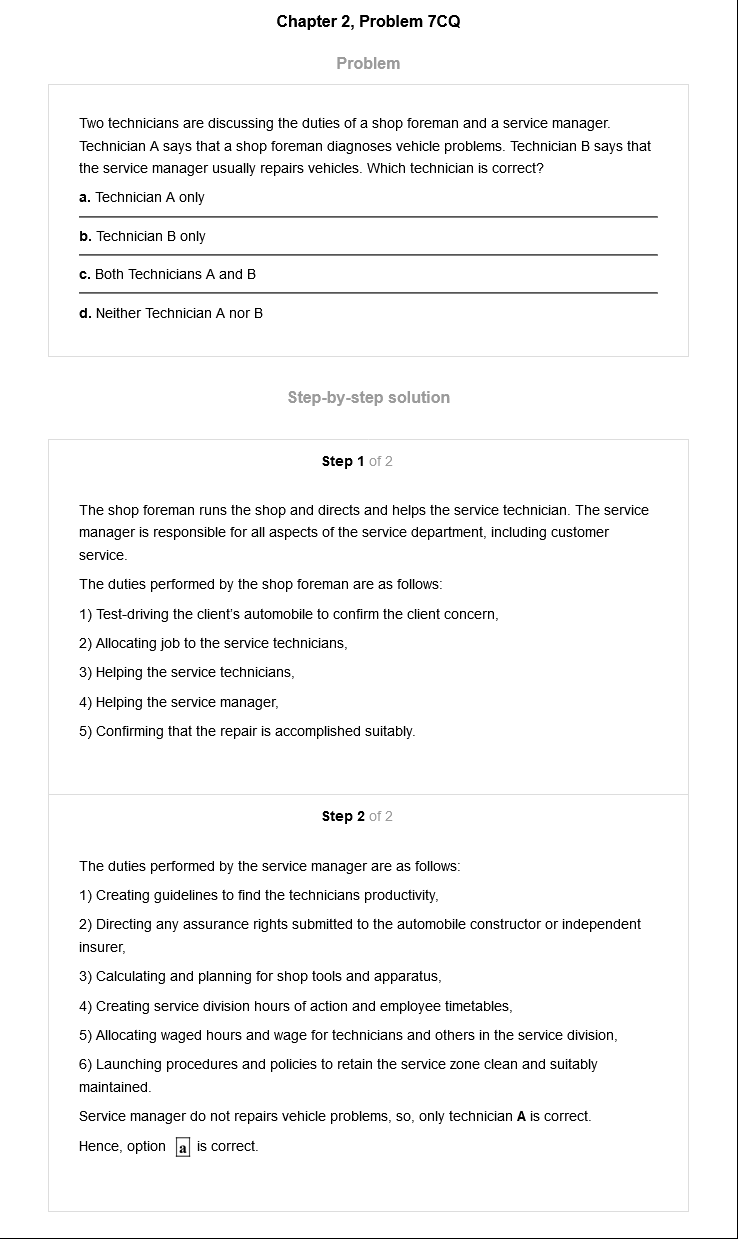 Chapter 2, Problem 7CQ
Problem
Two technicians are discussing the duties of a shop foreman and a service manager.
Technician A says that a shop foreman diagnoses vehicle problems. Technician B says that
the service manager usually repairs vehicles. Which technician is correct?
a. Technician A only
b. Technician B only
c. Both Technicians A and B
d. Neither Technician A nor B
Step-by-step solution
Step 1 of 2
The shop foreman runs the shop and directs and helps the service technician. The service
manager is responsible for all aspects of the service department, including customer
service.
The duties performed by the shop foreman are as follows:
1) Test-driving the client's automobile to confirm the client concern,
2) Allocating job to the service technicians,
3) Helping the service technicians,
4) Helping the service manager,
5) Confirming that the repair is accomplished suitably.
Step 2 of 2
The duties performed by the service manager are as follows:
1) Creating guidelines to find the technicians productivity,
2) Directing any assurance rights submitted to the automobile constructor or independent
insurer,
3) Calculating and planning for shop tools and apparatus,
4) Creating service division hours of action and employee timetables,
5) Allocating waged hours and wage for technicians and others in the service division,
6) Launching procedures and policies to retain the service zone clean and suitably
maintained.
Service manager do not repairs vehicle problems, so, only technician A is correct.
Hence, option a is correct.